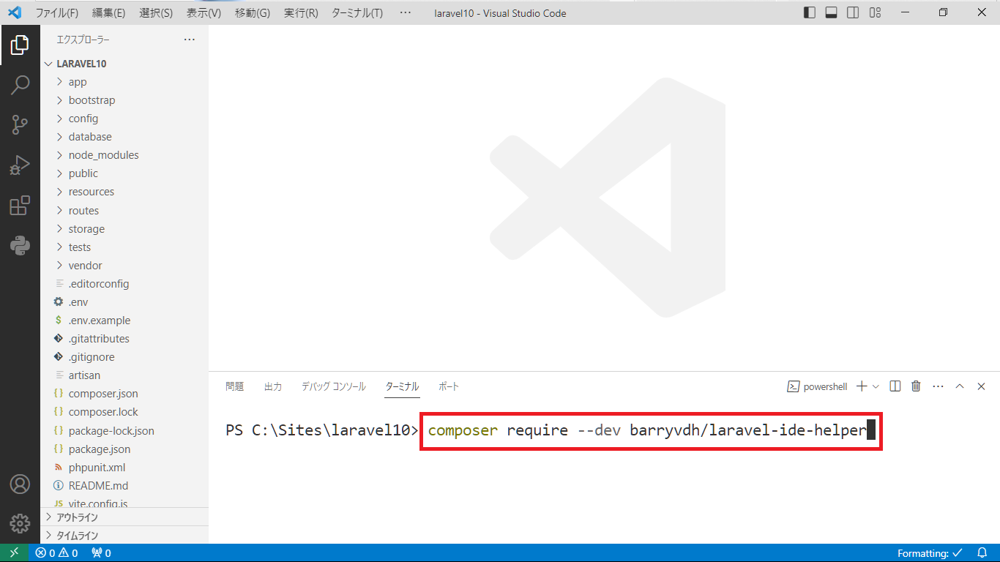 ファイル(F) 編集(E) 選択(S) 表示(V) 移動(G) 実行(R) ターミナル(T) ··· laravel10 - Visual Studio Code
エクスプローラー ···
LARAVEL10
app
bootstrap
config
database
node_modules
public
resources
routes
storage
tests
vendor
.editorconfig
.env
$ .env.example
.gitattributes
.gitignore
artisan
{} composer.json
{} composer.lock
{} package-lock.json
{} package.json
phpunit.xml
README.md
JS vite.config.js
アウトライン
タイムライン
問題 出力 デバッグ コンソール ターミナル ポート powershell ···
PS C:\Sites\laravel10> composer require --dev barryvdh/laravel-ide-helper
0 0 0 Formatting: ✓